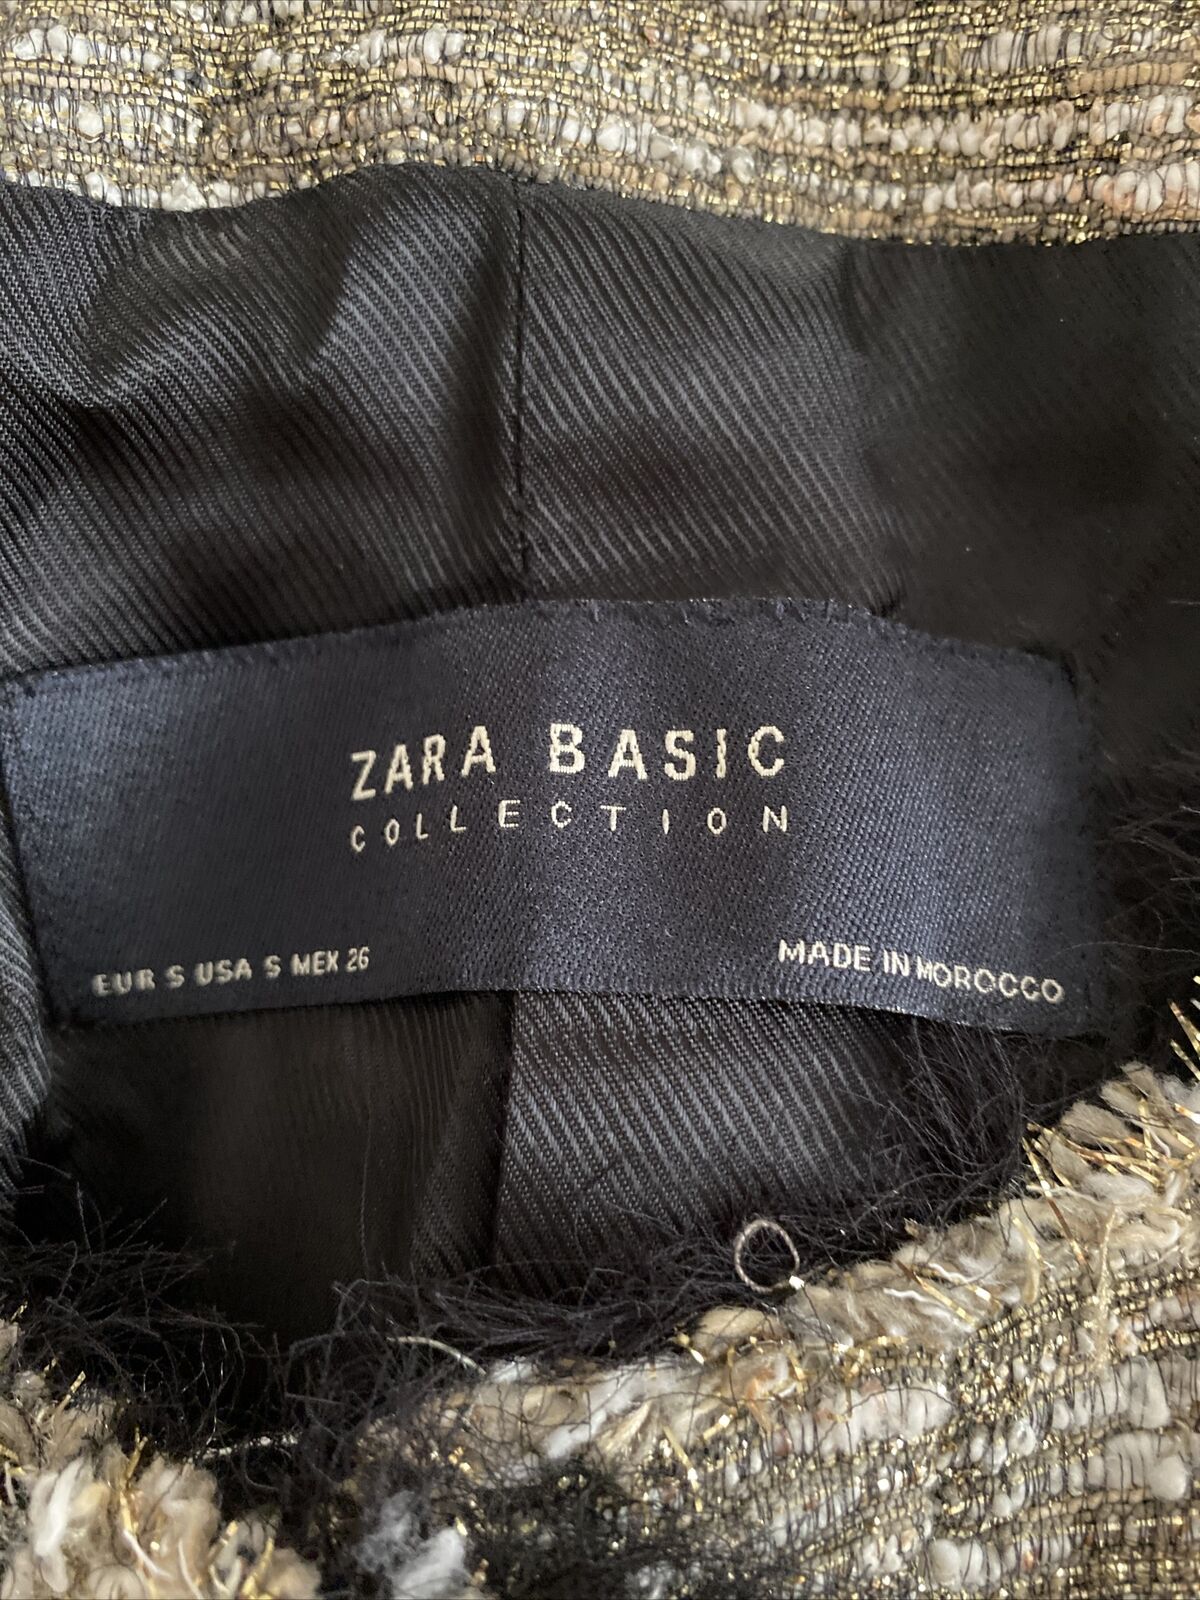 ZARA BASIC
COLLECTION
EUR S USA S MEX 26
MADE IN MOROCCO